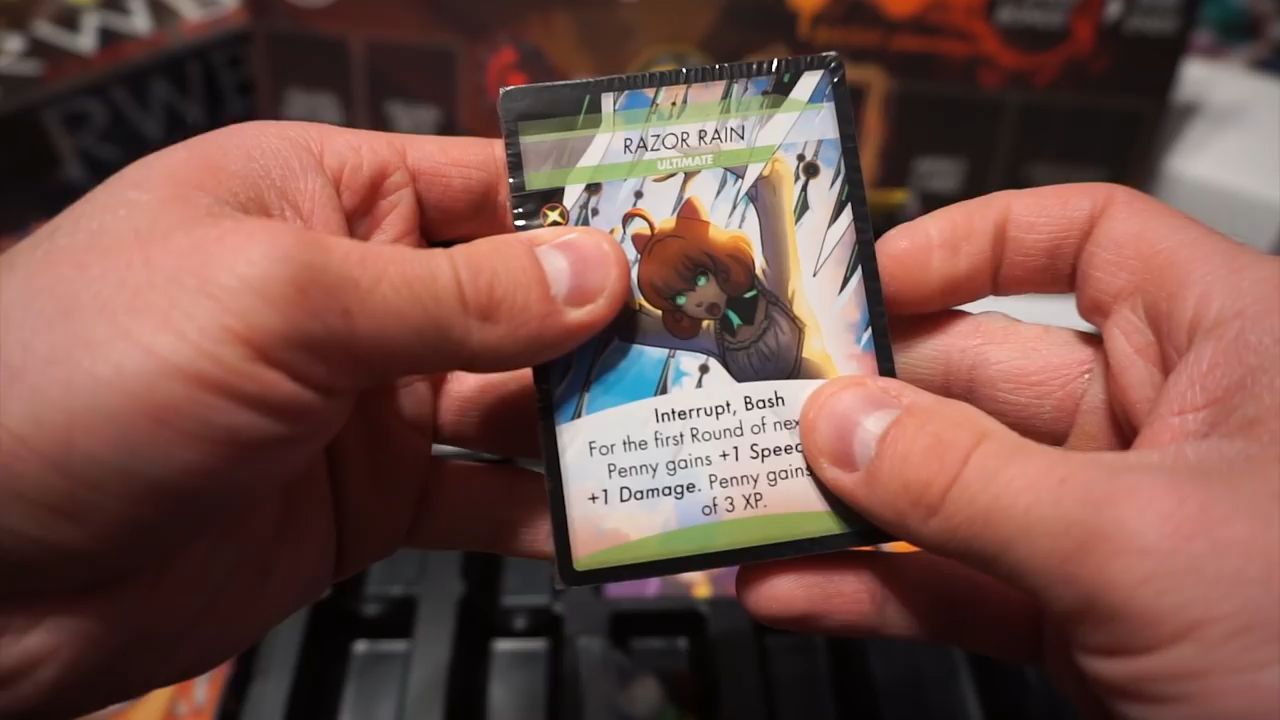 RWBY
RAZOR RAIN
ULTIMATE
Interrupt, Bash
For the first Round of
Penny gains +1 Speed
+1 Damage. Penny gains
of 3 XP.